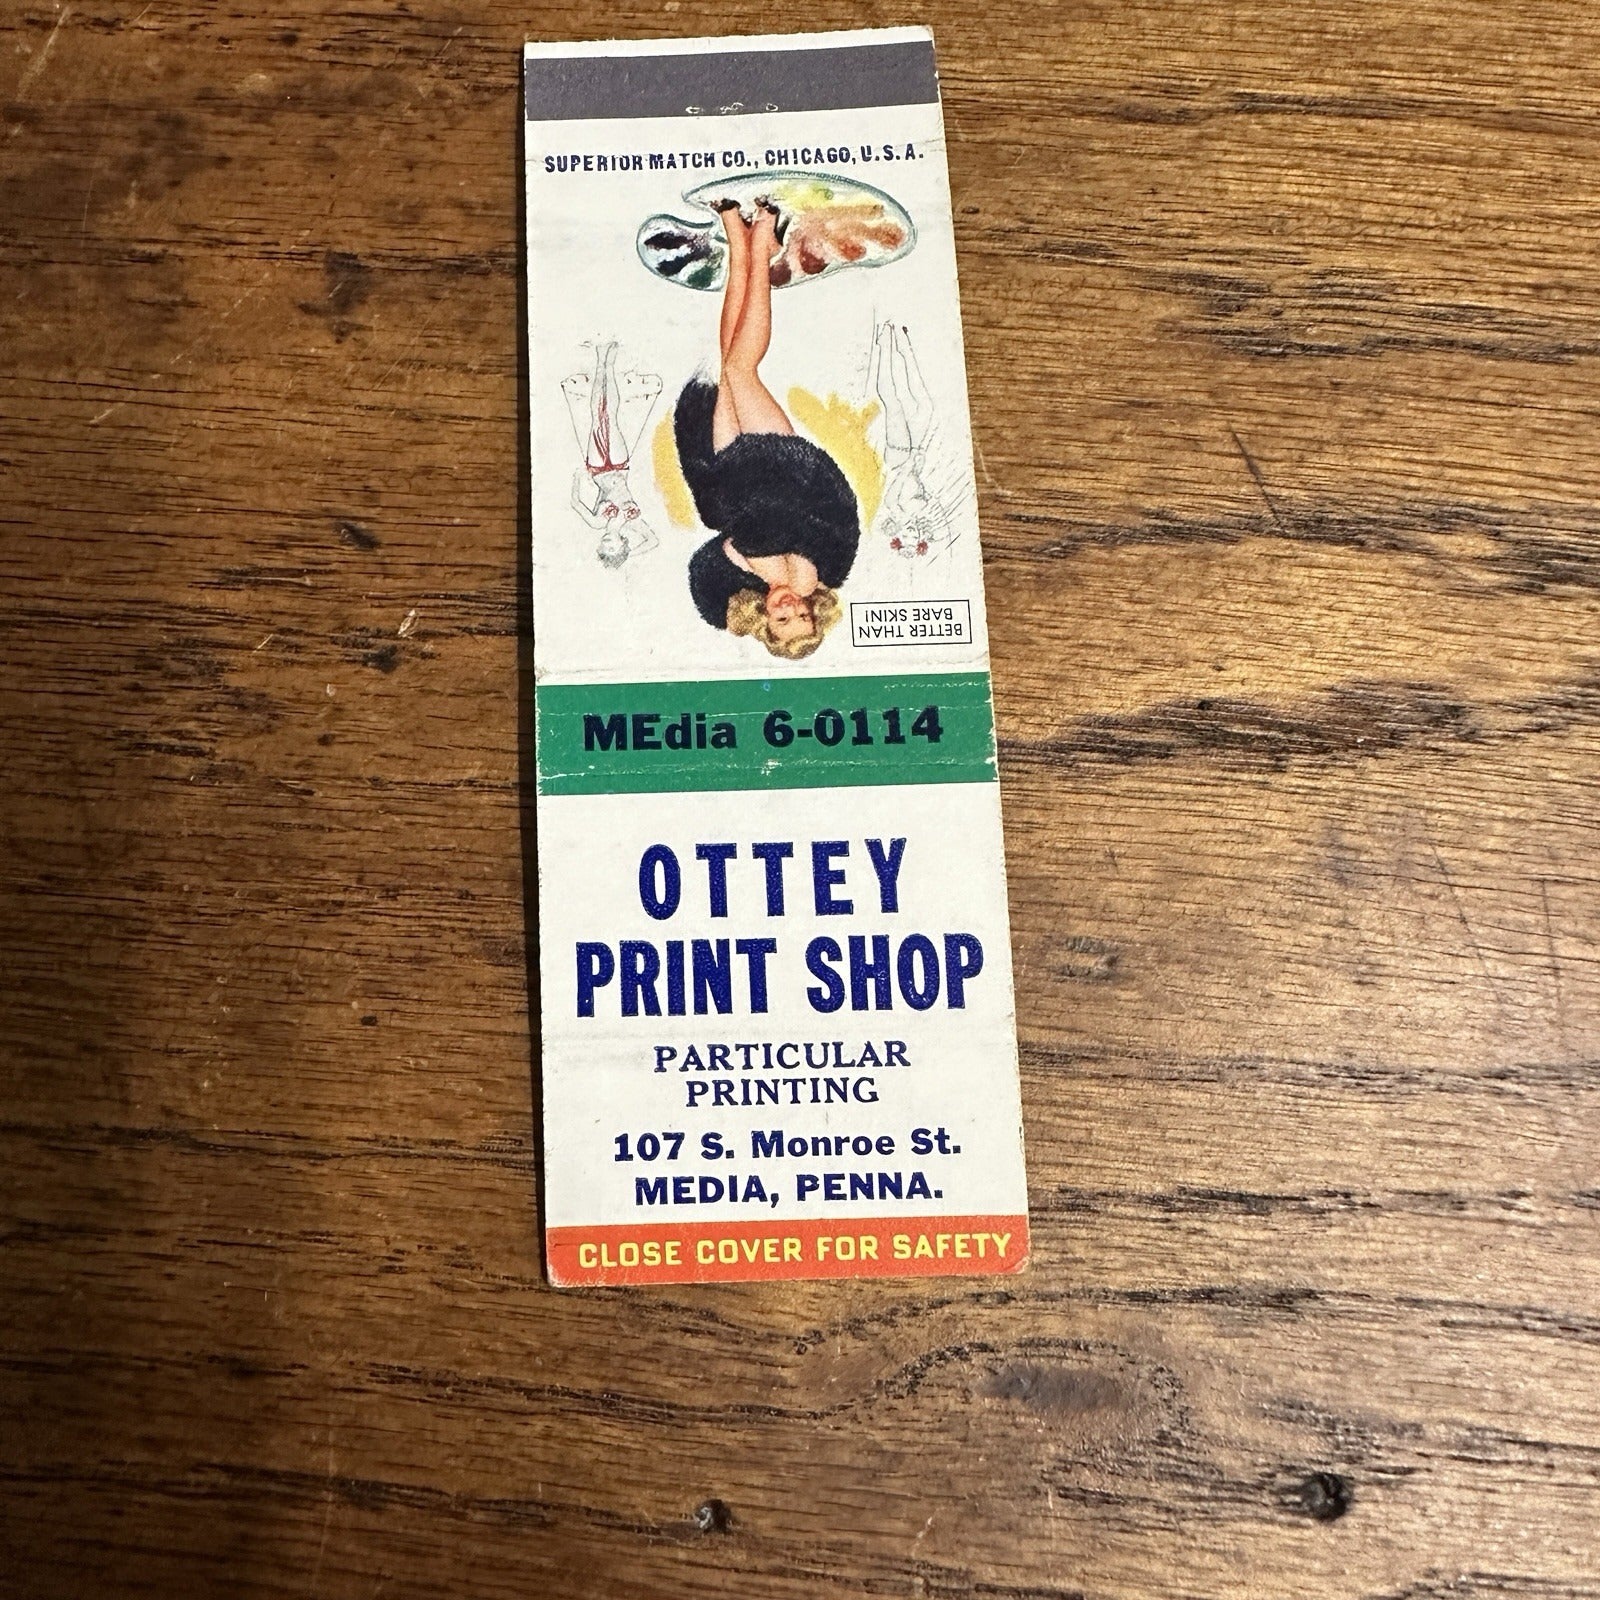 SUPERIOR MATCH CO., CHICAGO, U.S.A.
BETTER THAN
BARE SKIN!
MEdia 6-0114
OTTEY
PRINT SHOP
PARTICULAR
PRINTING
107 S. Monroe St.
MEDIA, PENNA.
CLOSE COVER FOR SAFETY